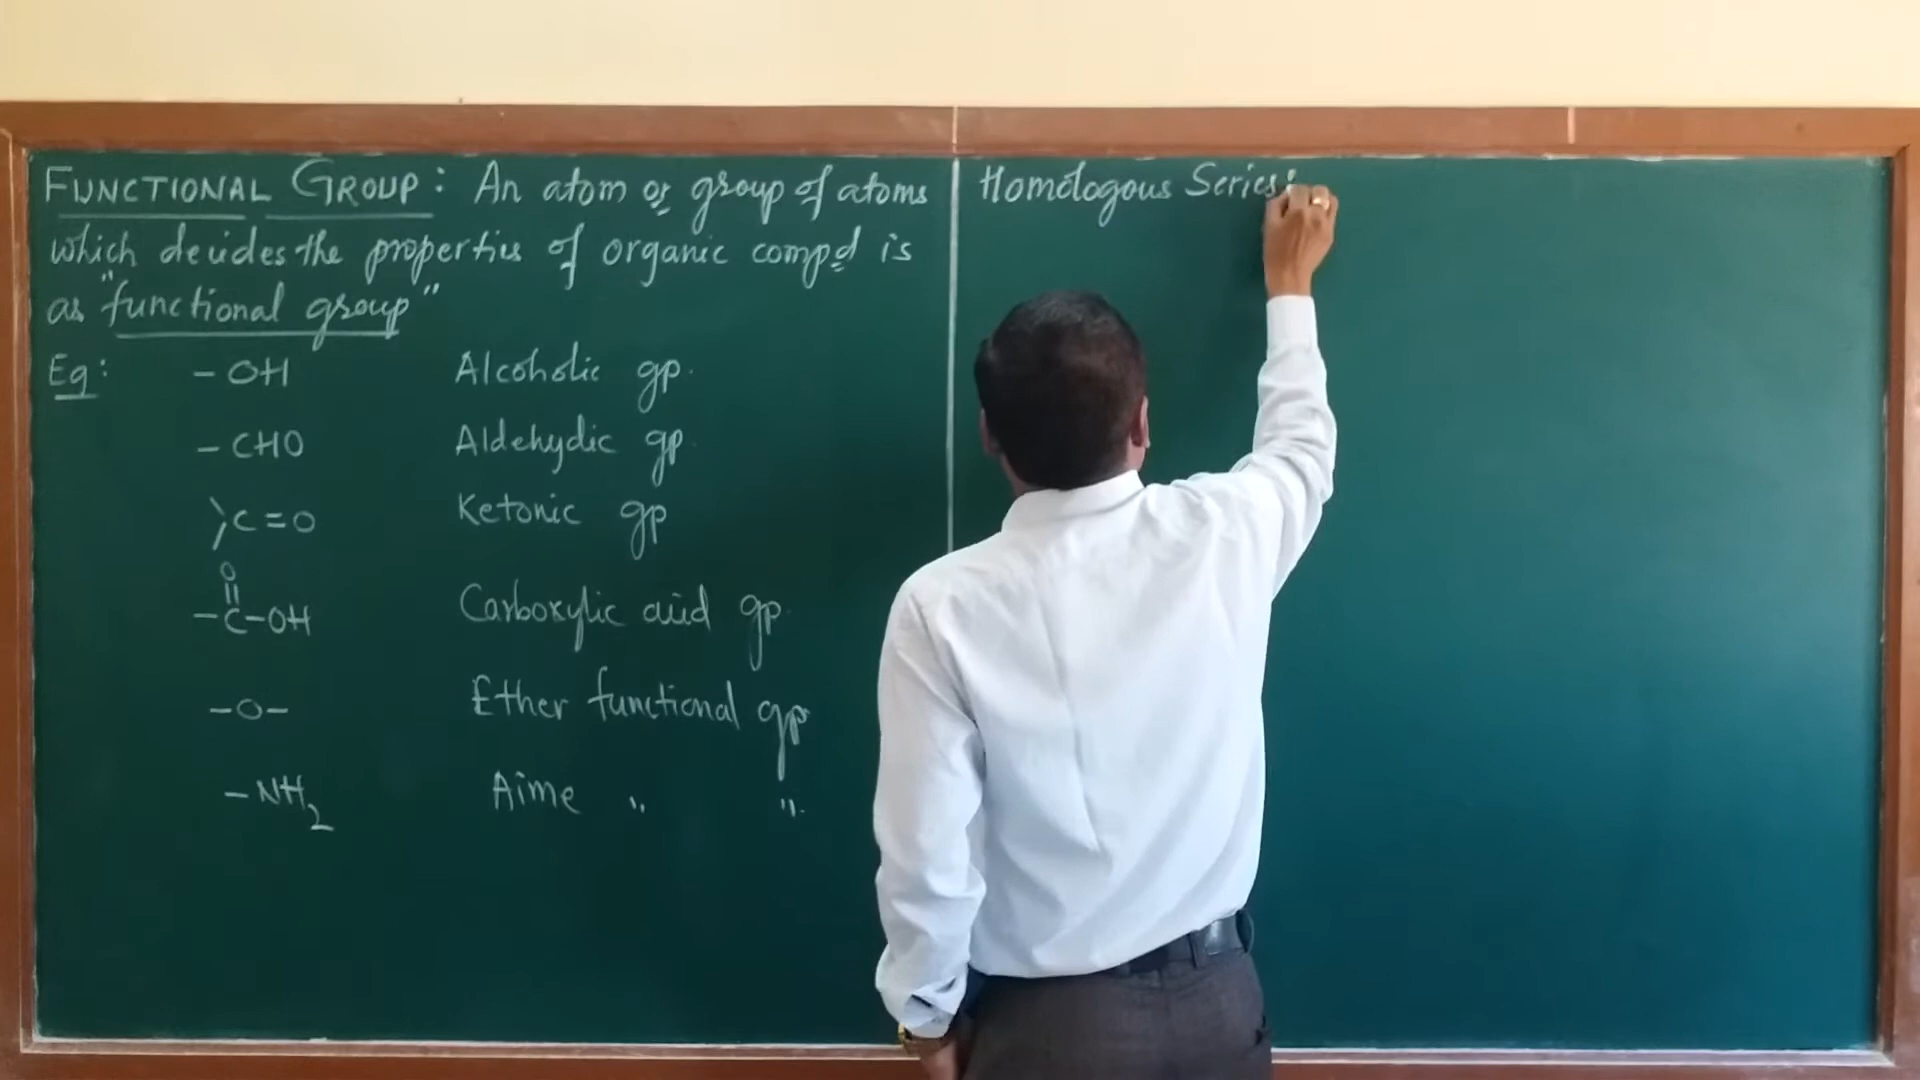 FUNCTIONAL GROUP: An atom or group of atoms
which decides the properties of organic compd is
as "functional group"
Eg: -OH Alcoholic gp.
-CHO Aldehydic gp.
>C=O Ketonic gp
O
||
-C-OH Carboxylic acid gp.
-O- Ether functional gp.
-NH₂ Aime " ".
Homologous Series: